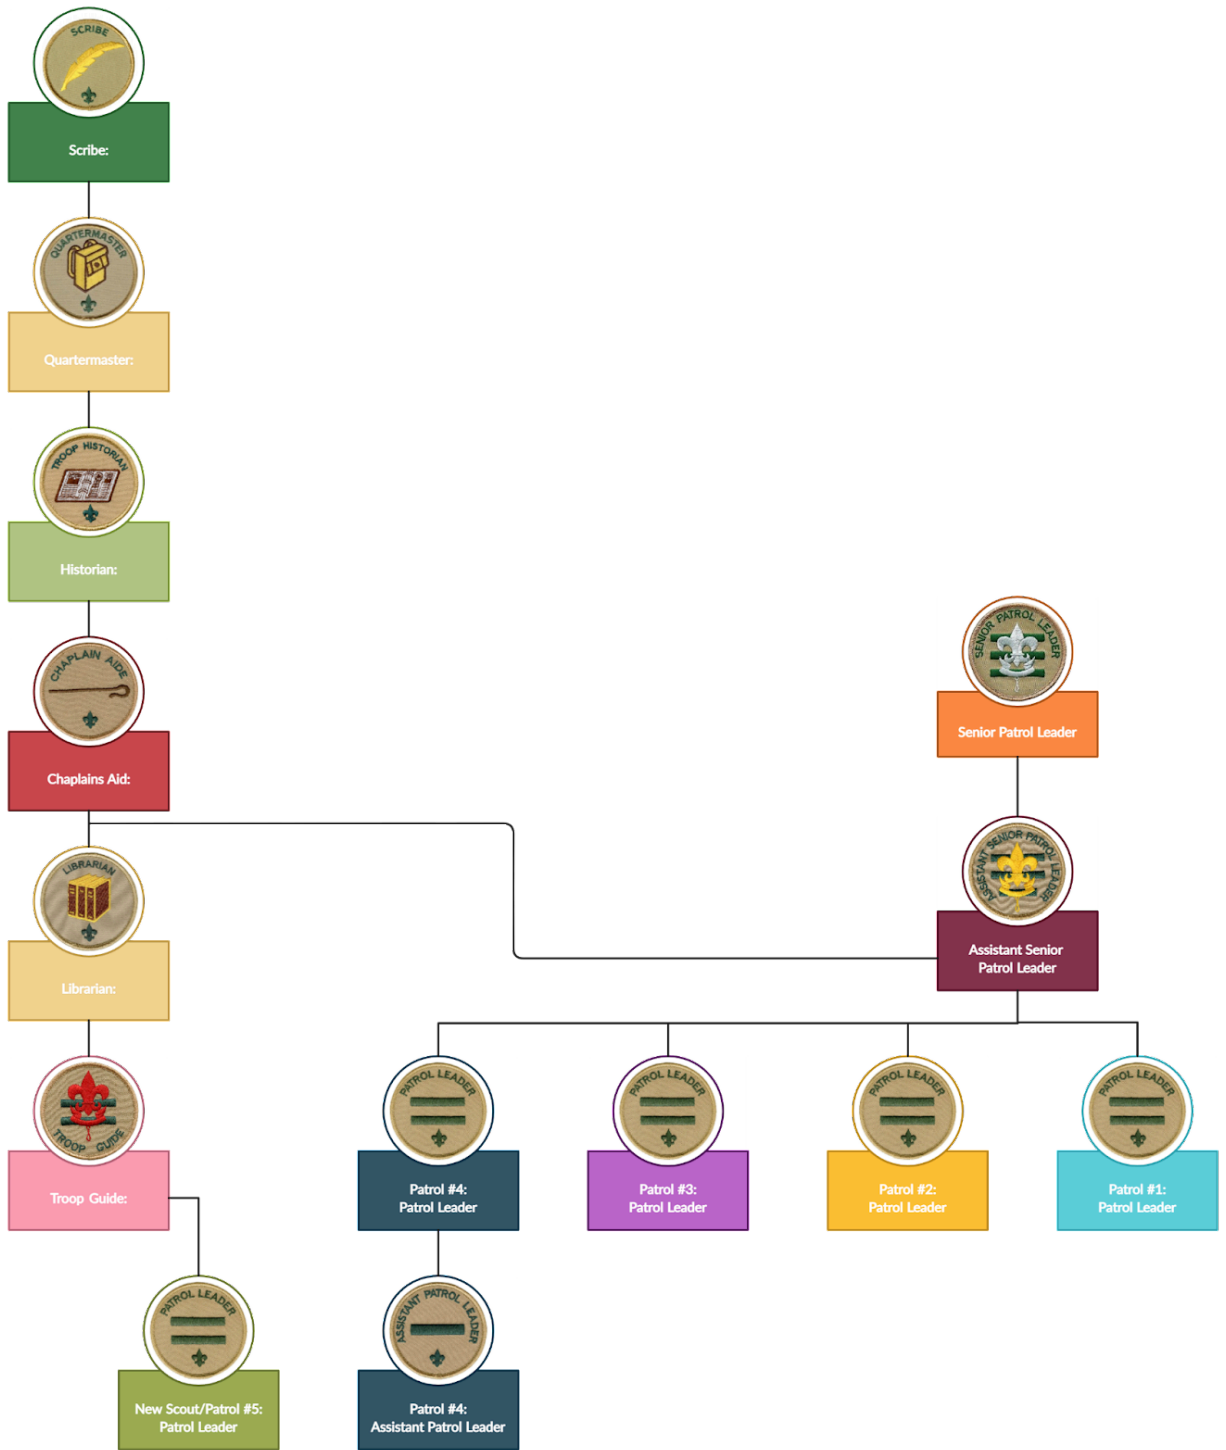 SCRIBE
Scribe:
QUARTERMASTER
Quartermaster:
TROOP HISTORIAN
Historian:
CHAPLAIN AIDE
Chaplains Aid:
SENIOR PATROL LEADER
Senior Patrol Leader
LIBRARIAN
Librarian:
ASSISTANT SENIOR PATROL LEADER
Assistant Senior
Patrol Leader
TROOP GUIDE
Troop Guide:
PATROL LEADER
Patrol #4:
Patrol Leader
PATROL LEADER
Patrol #3:
Patrol Leader
PATROL LEADER
Patrol #2:
Patrol Leader
PATROL LEADER
Patrol #1:
Patrol Leader
PATROL LEADER
New Scout/Patrol #5:
Patrol Leader
ASSISTANT PATROL LEADER
Patrol #4:
Assistant Patrol Leader